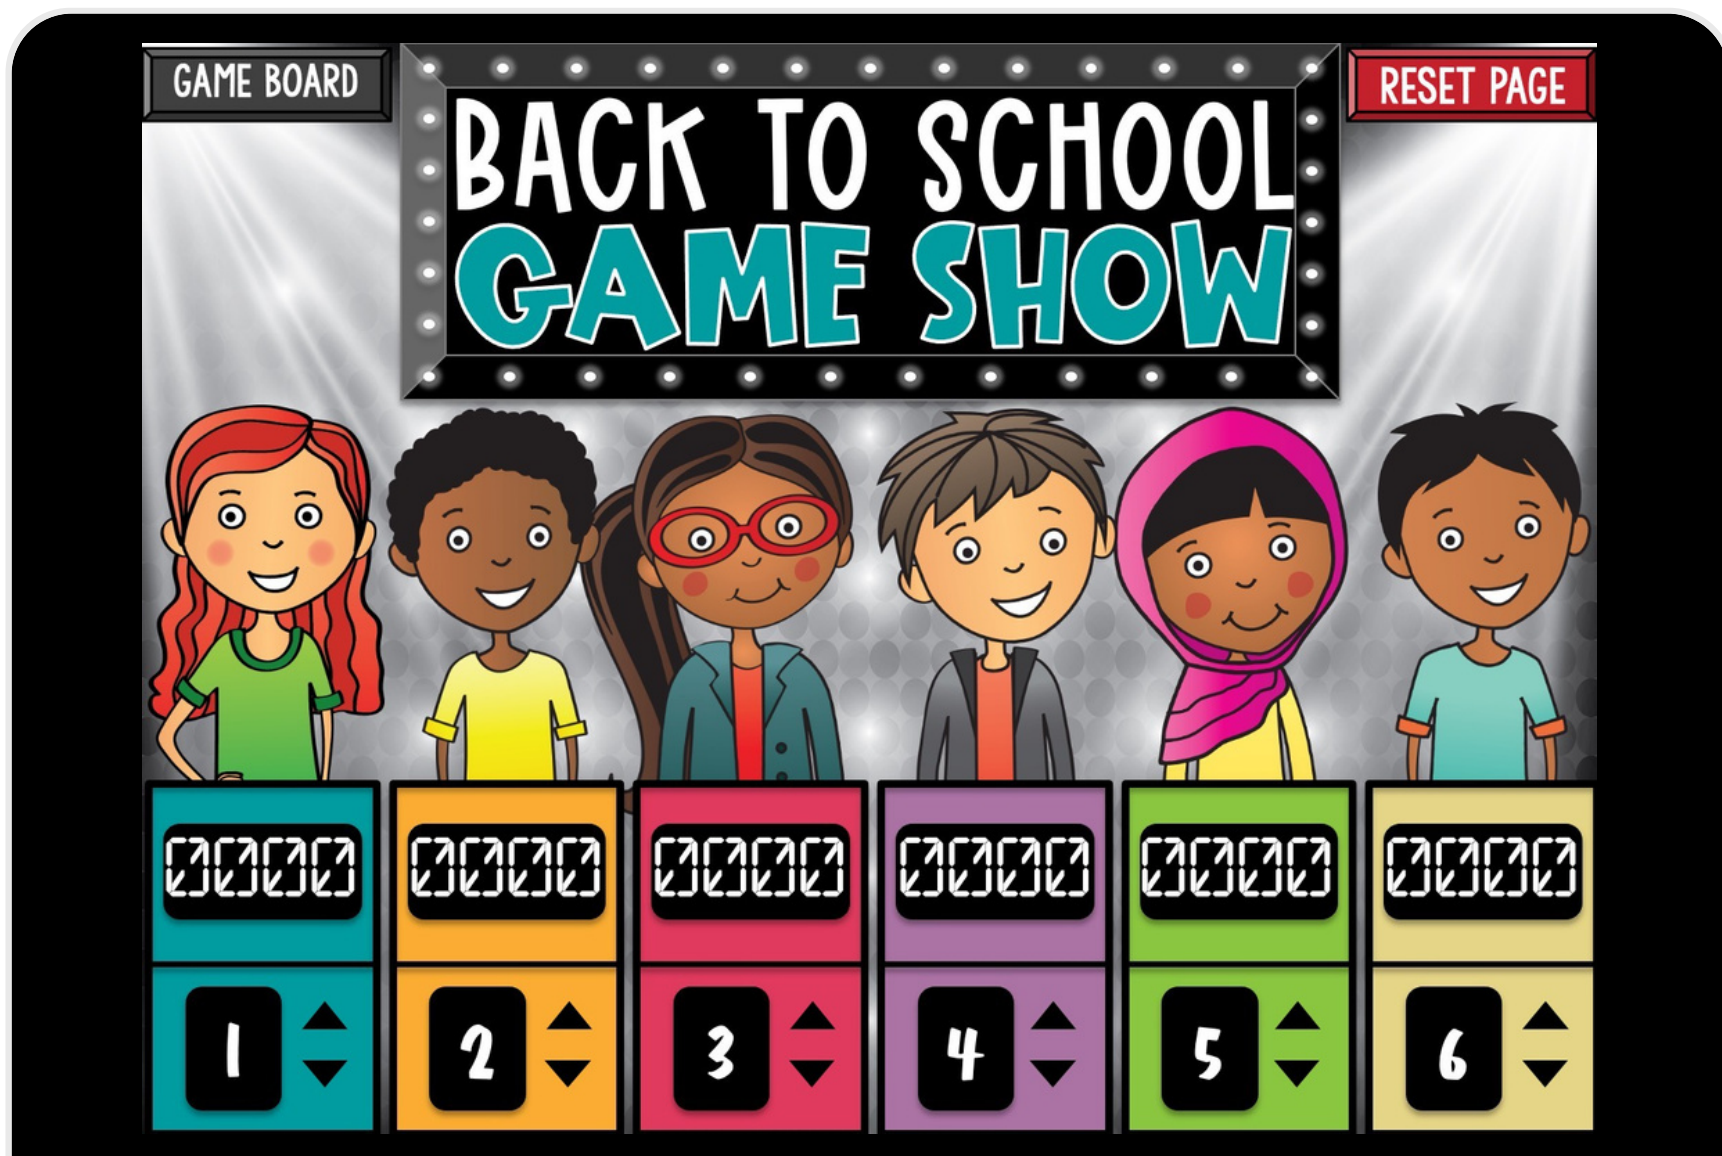 GAME BOARD
BACK TO SCHOOL
GAME SHOW
RESET PAGE
0000 0000 0000 0000 0000 0000
1 2 3 4 5 6